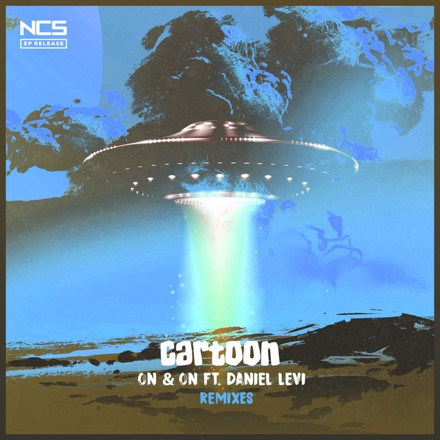 NCS
EP RELEASE
cartoon
ON & ON FT. DANIEL LEVI
REMIXES